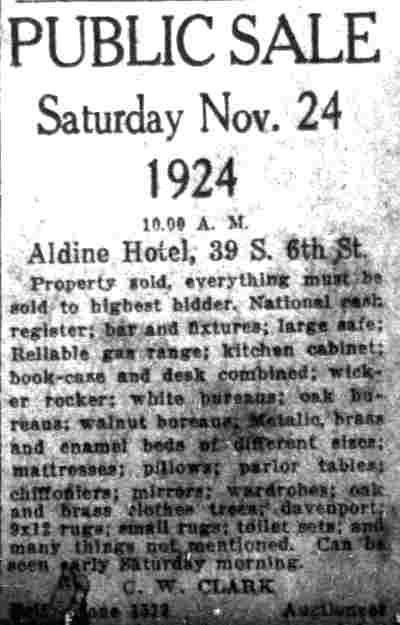 PUBLIC SALE
Saturday Nov. 24
1924
10.00 A. M.
Aldine Hotel, 39 S. 6th St.
Property sold, everything must be
sold to highest bidder. National cash
register; bar and fixtures; large safe;
Reliable gas range; kitchen cabinet;
book-case and desk combined; wick-
er rocker; white bureaus; oak bu-
reaus; walnut bureaus; Metalic, brass
and enamel beds of different sizes;
mattresses; pillows; parlor tables;
chiffoniers; mirrors; wardrobes; oak
and brass clothes trees; davenport;
9x12 rugs; small rugs; toilet sets; and
many things not mentioned. Can be
seen early Saturday morning.
C. W. CLARK
Auctioneer